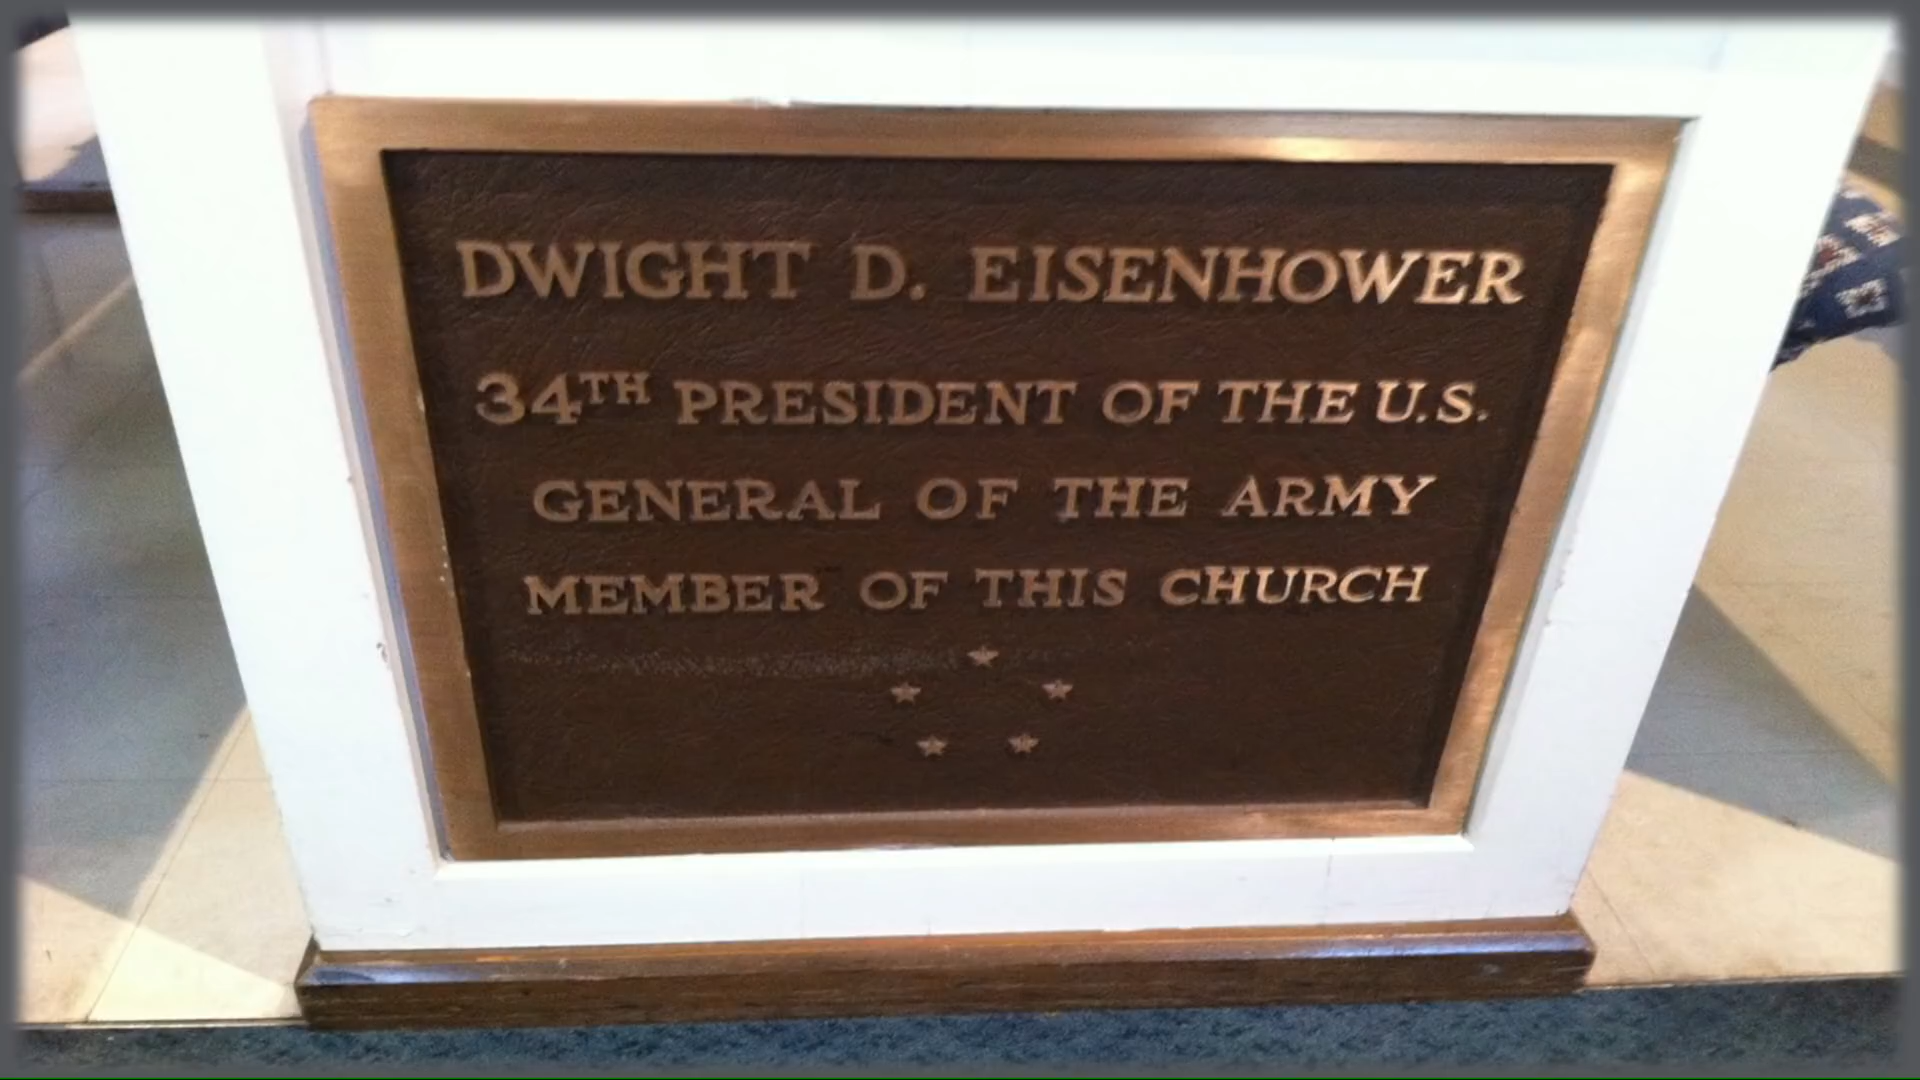 DWIGHT D. EISENHOWER
34TH PRESIDENT OF THE U.S.
GENERAL OF THE ARMY
MEMBER OF THIS CHURCH